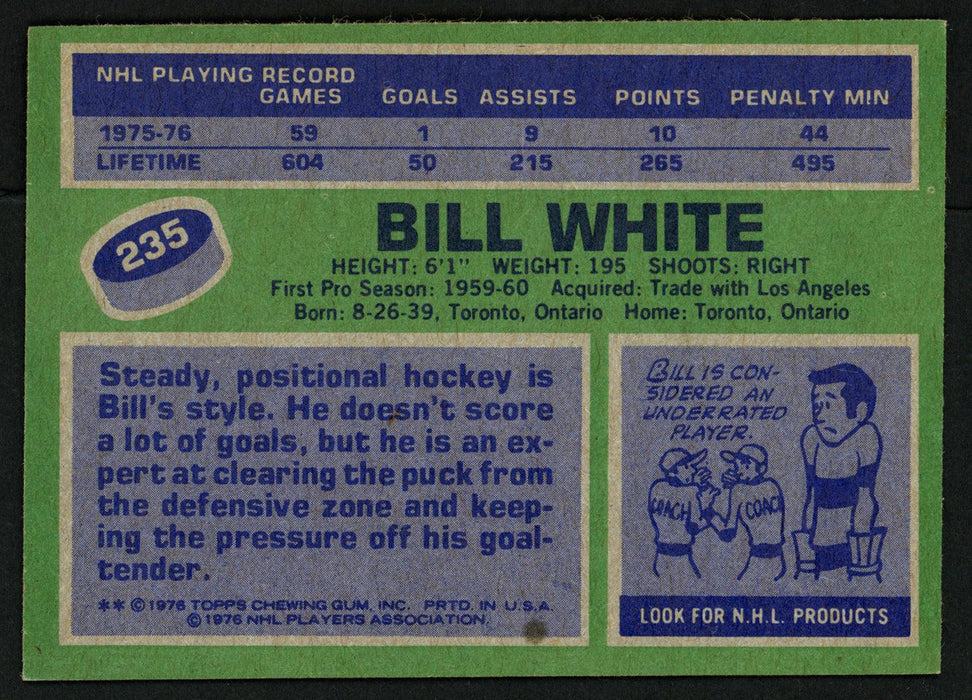 NHL PLAYING RECORD
GAMES GOALS ASSISTS POINTS PENALTY MIN
1975-76 59 1 9 10 44
LIFETIME 604 50 215 265 495
235
BILL WHITE
HEIGHT: 6'1" WEIGHT: 195 SHOOTS: RIGHT
First Pro Season: 1959-60 Acquired: Trade with Los Angeles
Born: 8-26-39, Toronto, Ontario Home: Toronto, Ontario
Steady, positional hockey is
Bill's style. He doesn't score
a lot of goals, but he is an ex-
pert at clearing the puck from
the defensive zone and keep-
ing the pressure off his goal-
tender.
** © 1976 TOPPS CHEWING GUM, INC. PRTD. IN U.S.A.
© 1976 NHL PLAYERS ASSOCIATION.
BILL IS CON-
SIDERED AN
UNDERRATED
PLAYER.
COACH COACH
LOOK FOR N.H.L. PRODUCTS